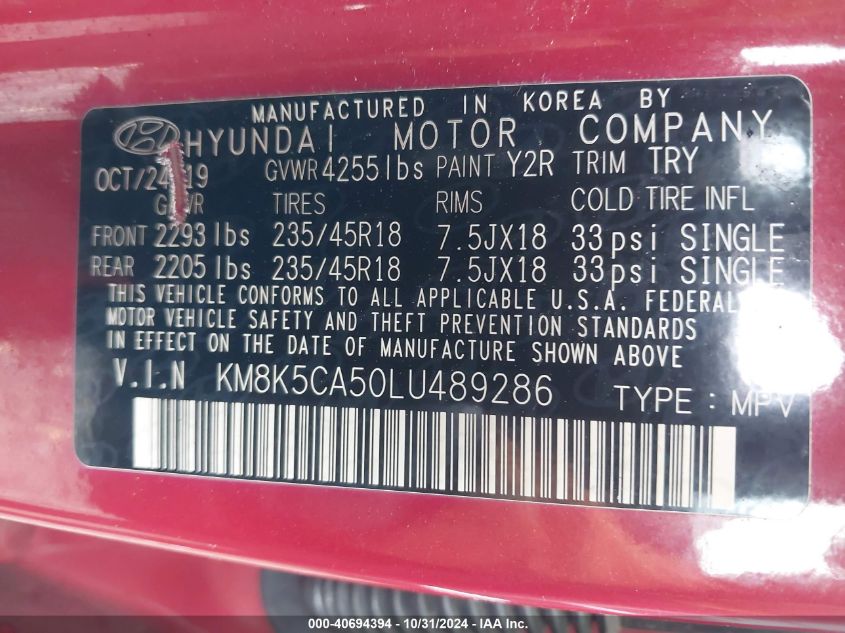 MANUFACTURED IN KOREA BY
HYUNDAI MOTOR COMPANY
OCT/24 19 GVWR 4255lbs PAINT Y2R TRIM TRY
TIRES RIMS COLD TIRE INFL
FRONT 2293lbs 235/45R18 7.5JX18 33psi SINGLE
REAR 2205lbs 235/45R18 7.5JX18 33psi SINGLE
THIS VEHICLE CONFORMS TO ALL APPLICABLE U.S.A. FEDERAL
MOTOR VEHICLE SAFETY AND THEFT PREVENTION STANDARDS
IN EFFECT ON THE DATE OF MANUFACTURE SHOWN ABOVE
V.I.N KM8K5CA50LU489286 TYPE : MPV
000-40694394 - 10/31/2024 - IAA Inc.